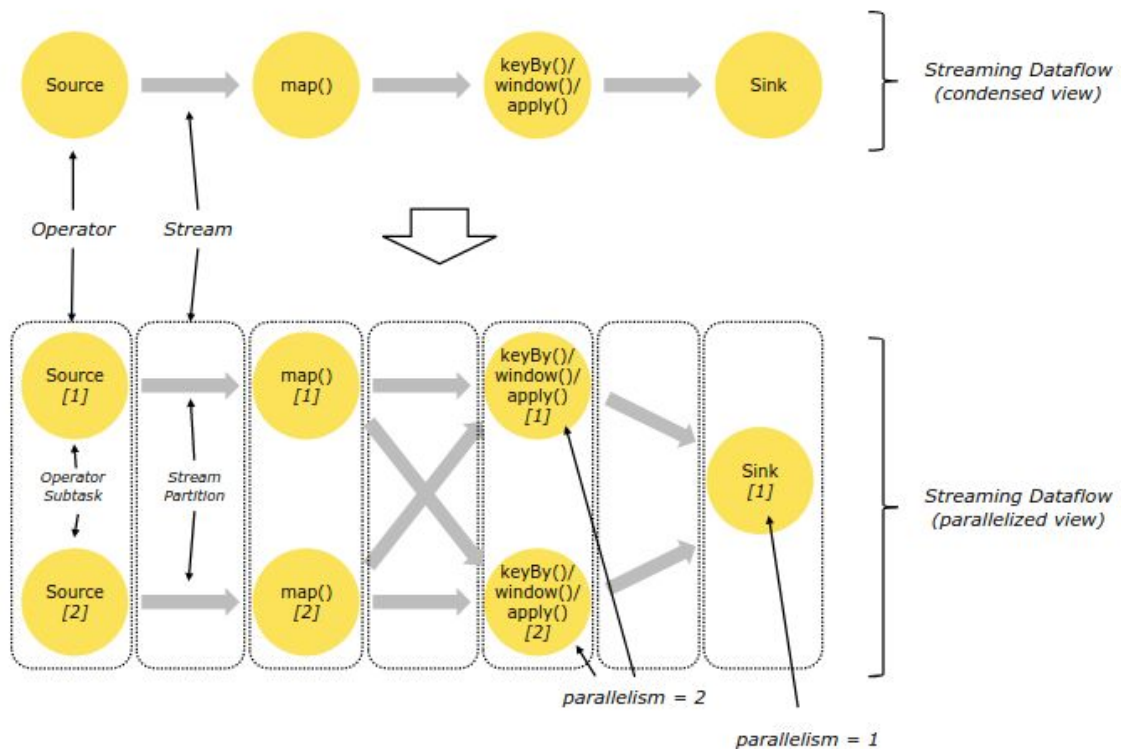 Source
map()
keyBy()/
window()/
apply()
Sink
Streaming Dataflow
(condensed view)
Operator
Stream
Source
[1]
map()
[1]
keyBy()/
window()/
apply()
[1]
Operator
Subtask
Stream
Partition
Sink
[1]
Streaming Dataflow
(parallelized view)
Source
[2]
map()
[2]
keyBy()/
window()/
apply()
[2]
parallelism = 2
parallelism = 1